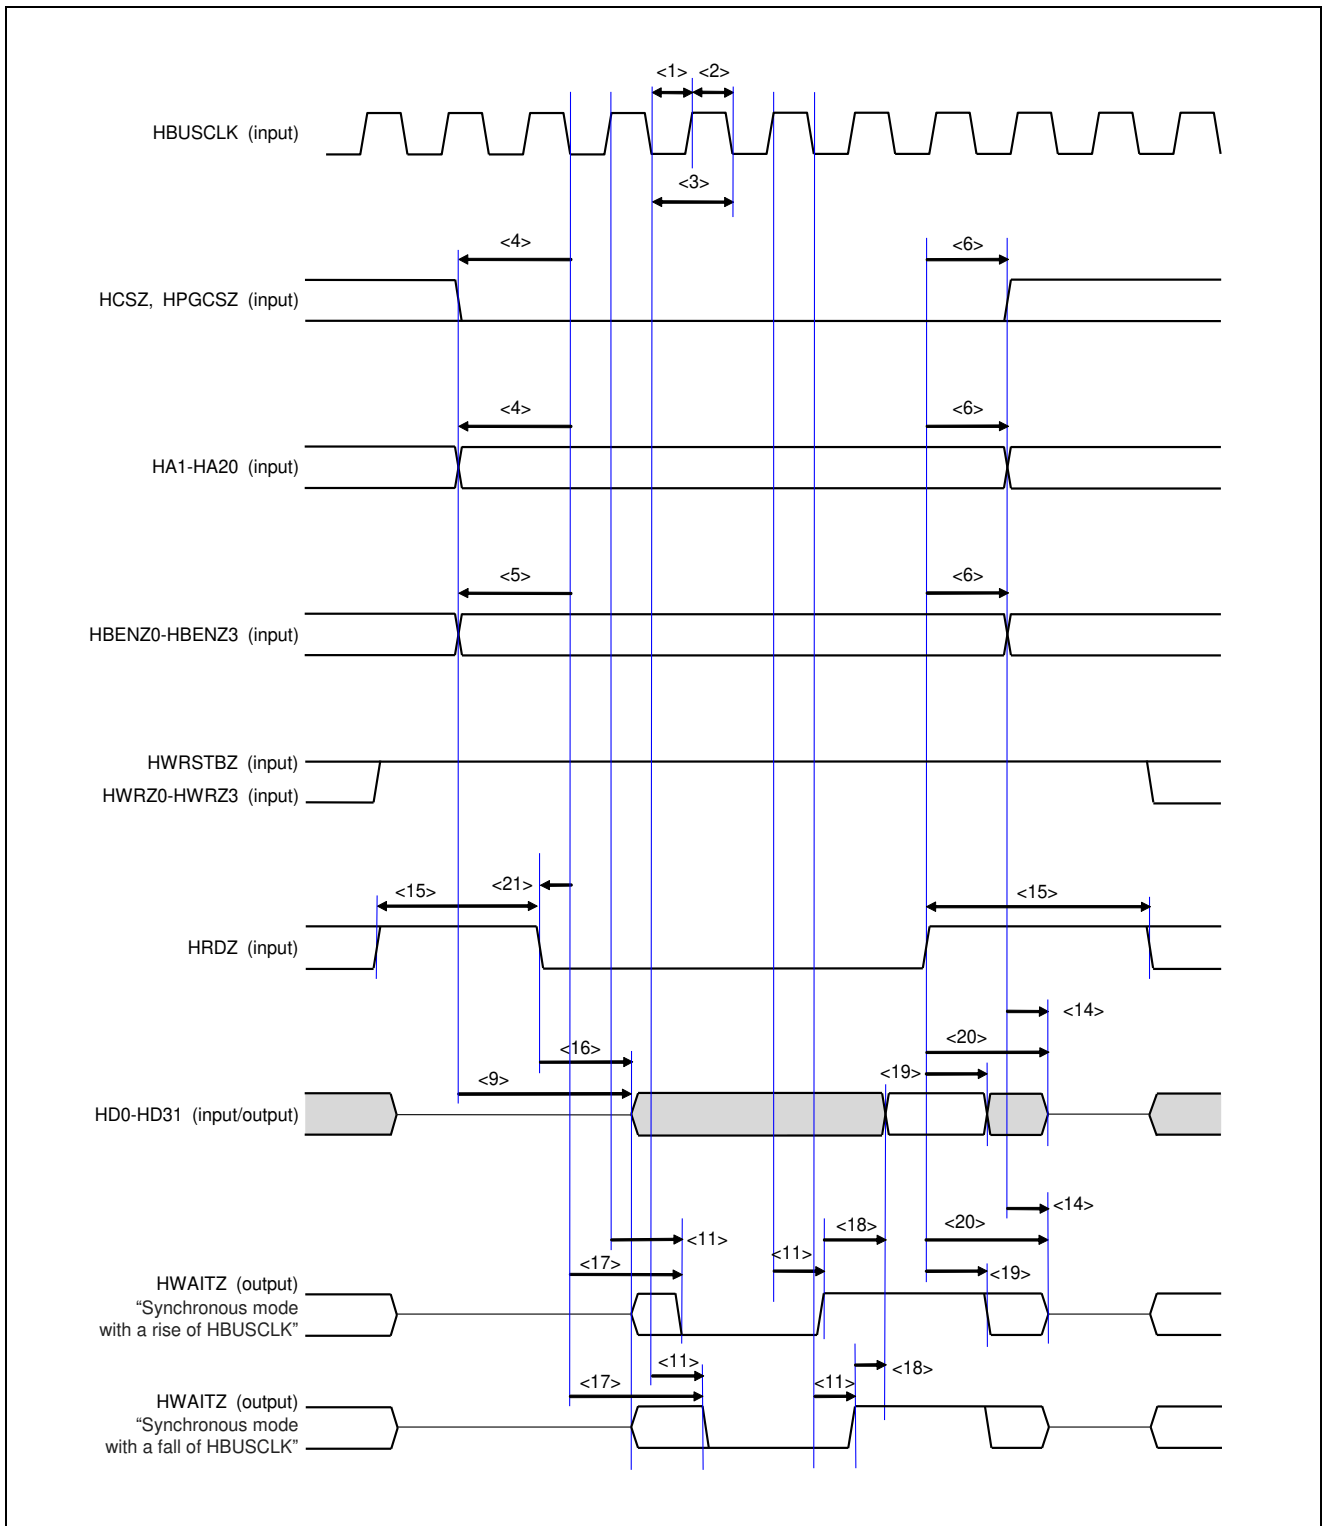 <1> <2>
HBUSCLK (input)
<3>
<4> <6>
HCSZ, HPGCSZ (input)
<4> <6>
HA1-HA20 (input)
<5> <6>
HBENZ0-HBENZ3 (input)
HWRSTBZ (input)
HWRZ0-HWRZ3 (input)
<15> <21> <15>
HRDZ (input)
<14>
<16> <20>
<9> <19>
HD0-HD31 (input/output)
<14>
<11> <18> <20>
<17> <11> <19>
HWAITZ (output)
“Synchronous mode
with a rise of HBUSCLK”
<11> <18>
<17> <11>
HWAITZ (output)
“Synchronous mode
with a fall of HBUSCLK”